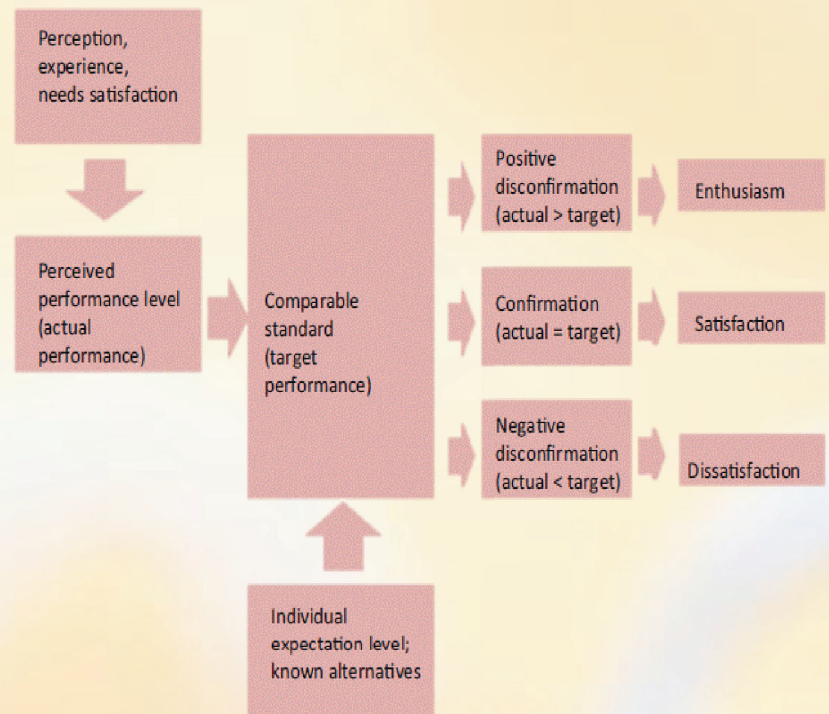 Perception,
experience,
needs satisfaction
Perceived
performance level
(actual
performance)
Comparable
standard
(target
performance)
Individual
expectation level;
known alternatives
Positive
disconfirmation
(actual > target)
Enthusiasm
Confirmation
(actual = target)
Satisfaction
Negative
disconfirmation
(actual < target)
Dissatisfaction